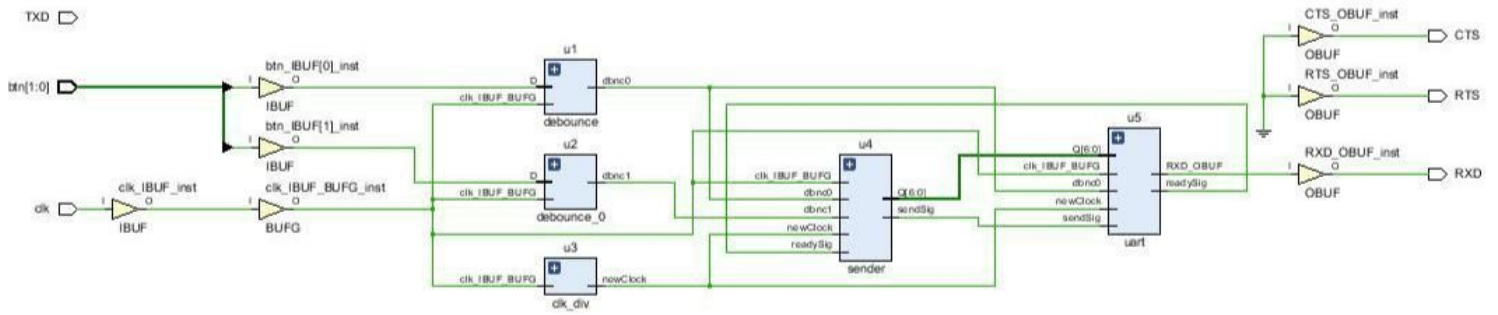 TXD
btn[1:0]
clk
btn_IBUF[0]_inst
I
O
IBUF
btn_IBUF[1]_inst
I
O
IBUF
clk_IBUF_inst
I
O
IBUF
clk_IBUF_BUFG_inst
I
O
BUFG
u1
D
clk_IBUF_BUFG
dbnc0
debounce
u2
D
clk_IBUF_BUFG
dbnc1
debounce_0
u3
clk_IBUF_BUFG
newClock
clk_div
u4
clk_IBUF_BUFG
dbnc0
dbnc1
newClock
readySig
Q[6:0]
sendSig
sender
u5
Q[6:0]
clk_IBUF_BUFG
dbnc0
newClock
sendSig
RXD_OBUF
readySig
uart
CTS_OBUF_inst
I
O
OBUF
CTS
RTS_OBUF_inst
I
O
OBUF
RTS
RXD_OBUF_inst
I
O
OBUF
RXD